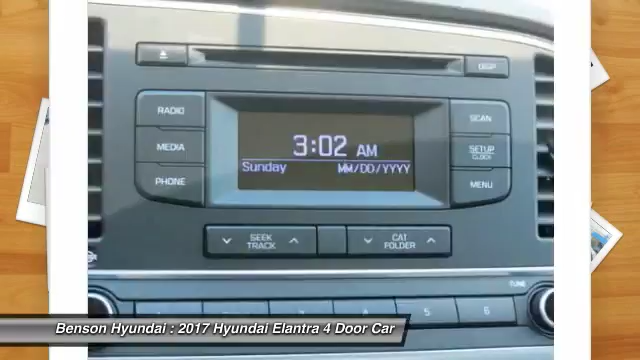 DISP
RADIO
SCAN
3:02 AM
MEDIA
SETUP
CLOCK
Sunday MM/DD/YYYY
PHONE
MENU
SEEK
TRACK
CAT
FOLDER
TUNE
5 6
Benson Hyundai : 2017 Hyundai Elantra 4 Door Car